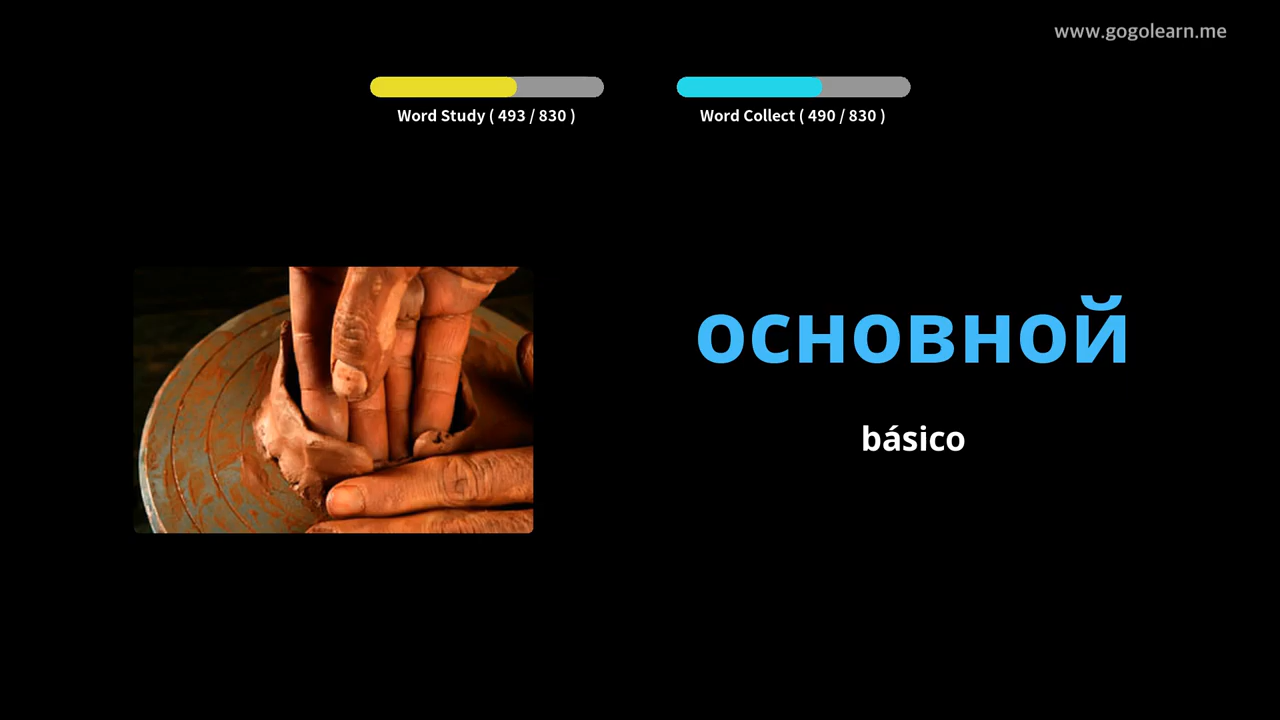 www.gogolearn.me
Word Study ( 493 / 830 )
Word Collect ( 490 / 830 )
основной
básico